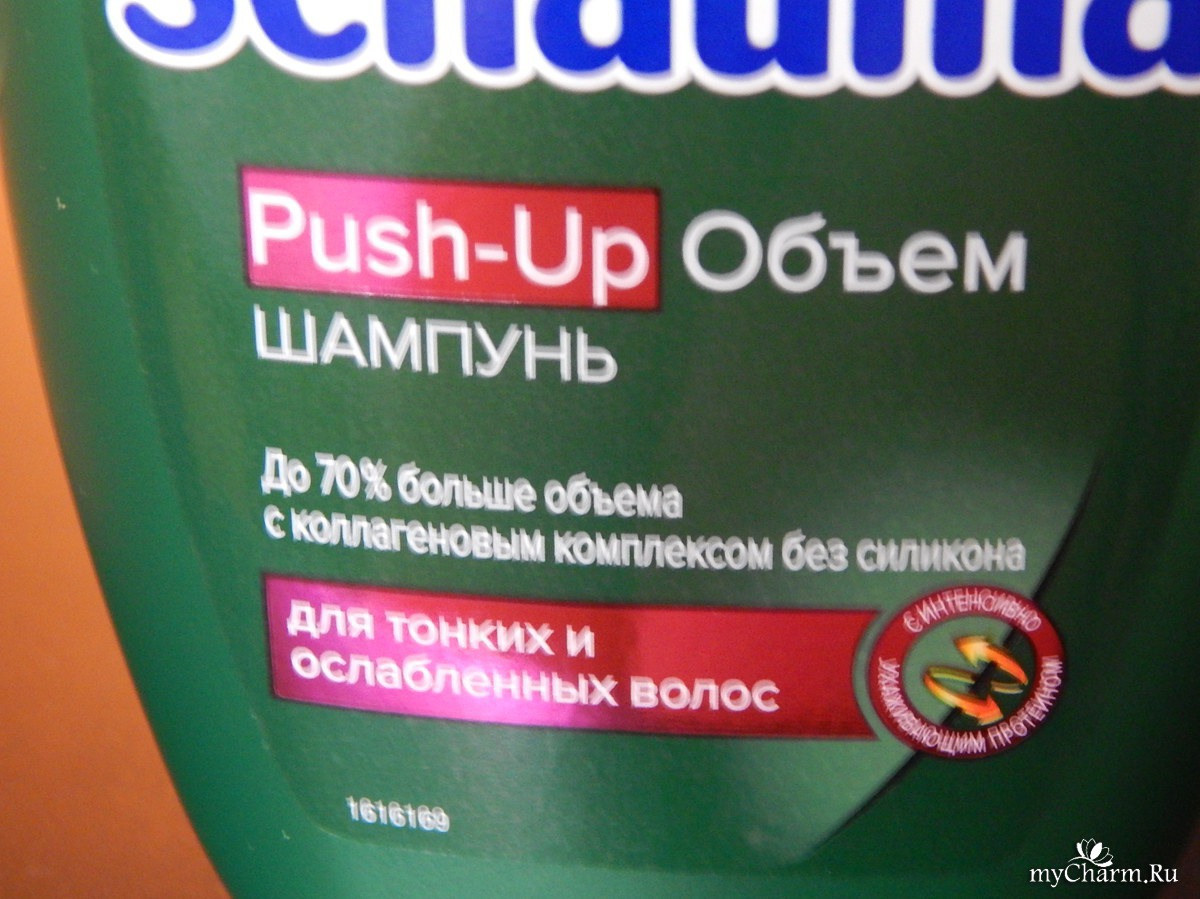 schauma
Push-Up Объем
ШАМПУНЬ
До 70% больше объема
с коллагеновым комплексом без силикона
для тонких и
ослабленных волос
С ИНТЕНСИВНО
УХАЖИВАЮЩИМ ПРОТЕИНОМ
1616169
myCharm.Ru